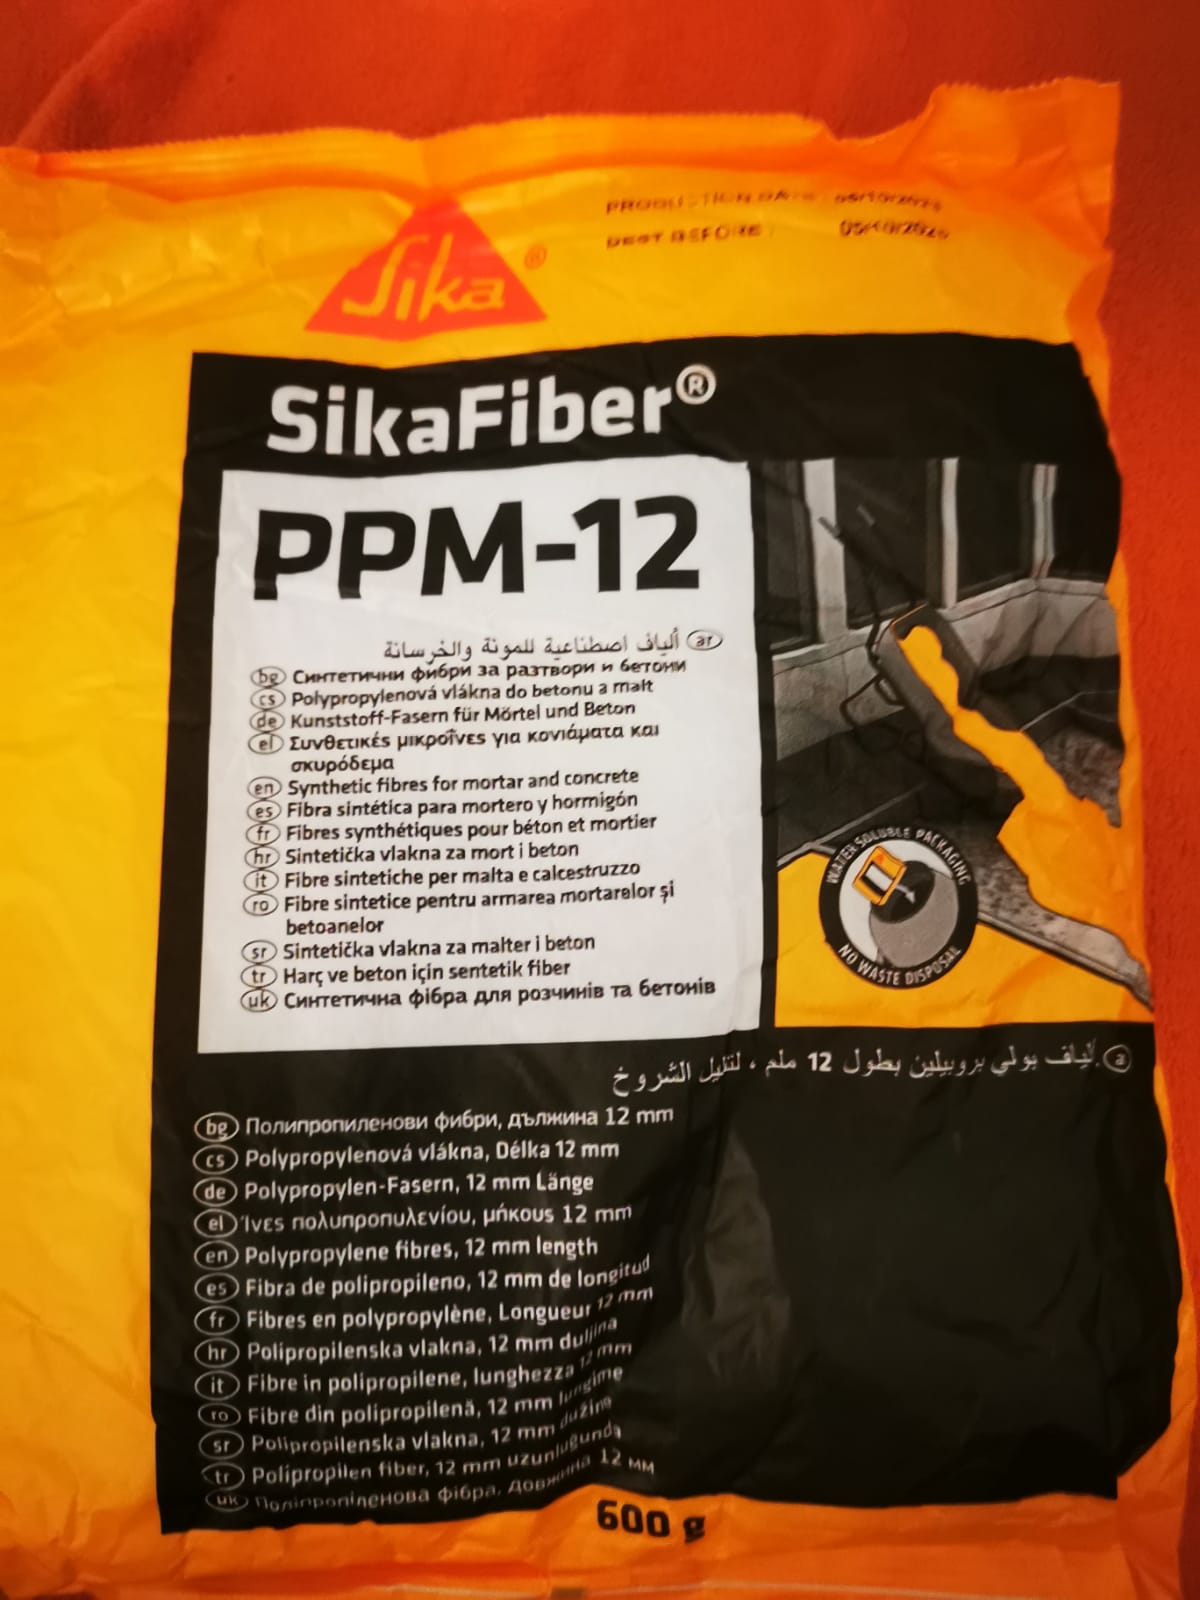 Sika®
PRODUCTION DATE : 05/10/202
BEST BEFORE : 05/10/202
SikaFiber®
PPM-12
ar ألياف اصطناعية للمونة والخرسانة
bg Синтетични фибри за разтвори и бетони
cs Polypropylenová vlákna do betonu a malt
de Kunststoff-Fasern für Mörtel und Beton
el Συνθετικές μικροΐνες για κονιάματα και
σκυρόδεμα
en Synthetic fibres for mortar and concrete
es Fibra sintética para mortero y hormigón
fr Fibres synthétiques pour béton et mortier
hr Sintetička vlakna za mort i beton
it Fibre sintetiche per malta e calcestruzzo
ro Fibre sintetice pentru armarea mortarelor și
betoanelor
sr Sintetička vlakna za malter i beton
tr Harç ve beton için sentetik fiber
uk Синтетична фібра для розчинів та бетонів
WATER SOLUBLE PACKAGING
NO WASTE DISPOSAL
a ألياف بولي بروبيلين بطول 12 ملم ، لتقليل الشروخ.
bg Полипропиленови фибри, дължина 12 mm
cs Polypropylenová vlákna, Délka 12 mm
de Polypropylen-Fasern, 12 mm Länge
el Ίνες πολυπροπυλενίου, μήκους 12 mm
en Polypropylene fibres, 12 mm length
es Fibra de polipropileno, 12 mm de longitud
fr Fibres en polypropylène, Longueur 12 mm
hr Polipropilenska vlakna, 12 mm duljina
it Fibre in polipropilene, lunghezza 12 mm
ro Fibre din polipropilenă, 12 mm lungime
sr Polipropilenska vlakna, 12 mm dužine
tr Polipropilen fiber, 12 mm uzunluğunda
uk Поліпропіленова фібра, довжина 12 мм
600 g